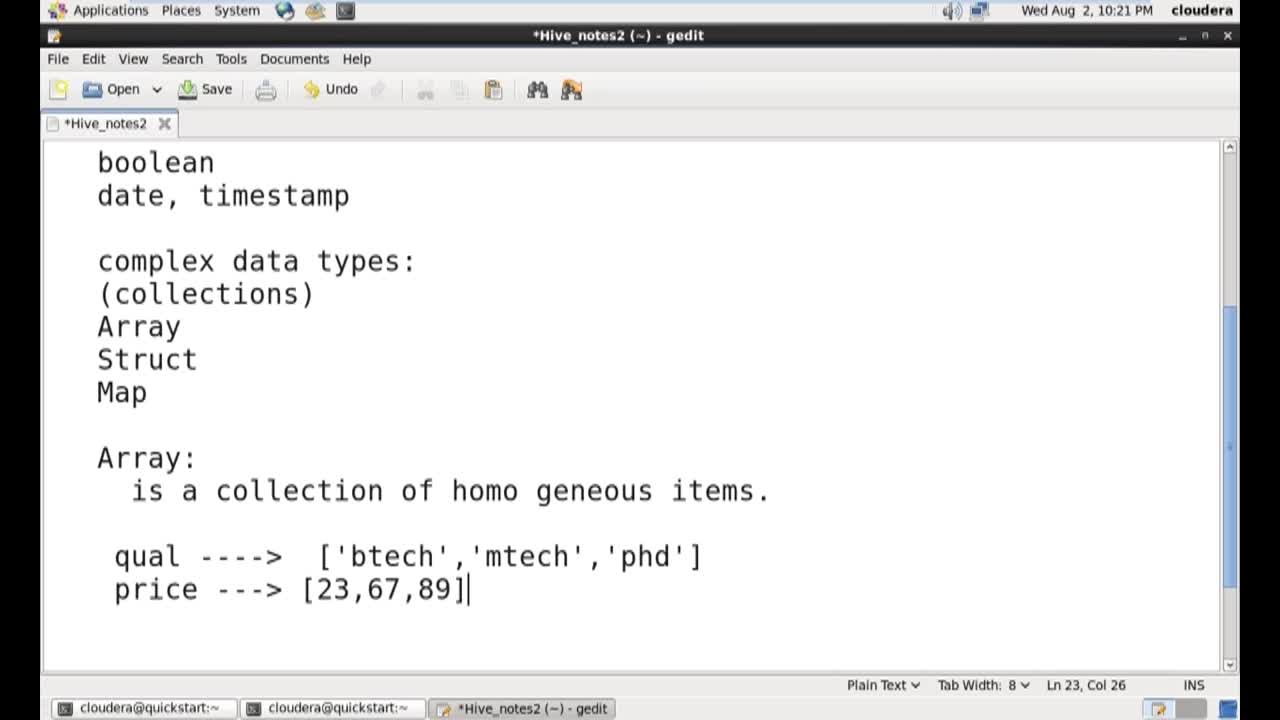 Applications Places System Wed Aug 2, 10:21 PM cloudera
*Hive_notes2 (~) - gedit
File Edit View Search Tools Documents Help
Open Save Undo
*Hive_notes2
boolean
date, timestamp
complex data types:
(collections)
Array
Struct
Map
Array:
is a collection of homo geneous items.
qual ----> ['btech','mtech','phd']
price ---> [23,67,89]
Plain Text Tab Width: 8 Ln 23, Col 26 INS
cloudera@quickstart:~ cloudera@quickstart:~ *Hive_notes2 (~) - gedit